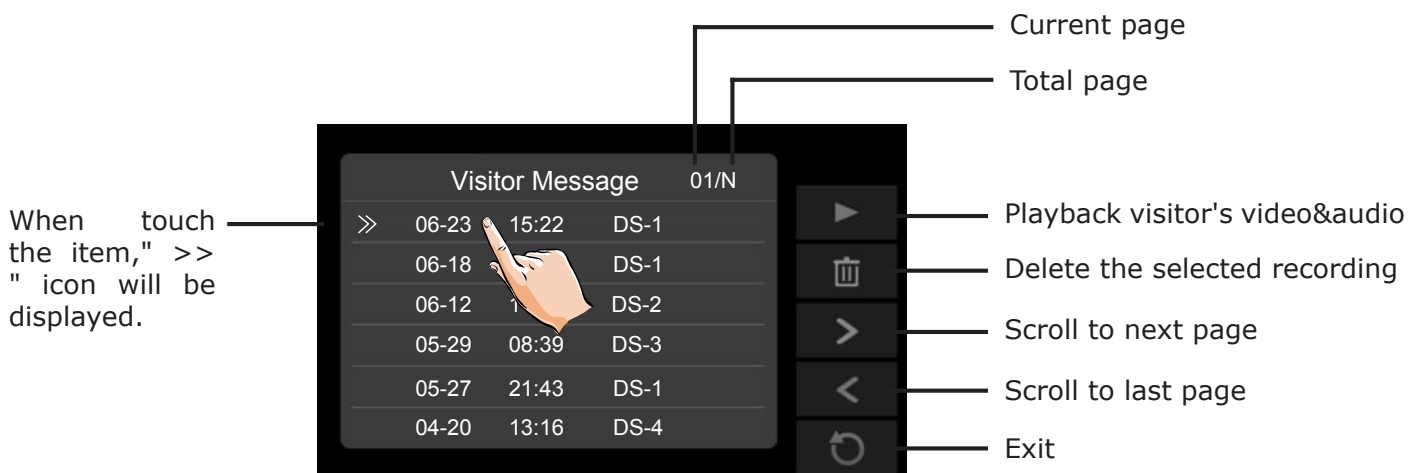 Current page
Total page
Visitor Message 01/N
When touch
the item," >>
" icon will be
displayed.
>> 06-23 15:22 DS-1
06-18 DS-1
06-12 DS-2
05-29 08:39 DS-3
05-27 21:43 DS-1
04-20 13:16 DS-4
Playback visitor's video&audio
Delete the selected recording
Scroll to next page
Scroll to last page
Exit